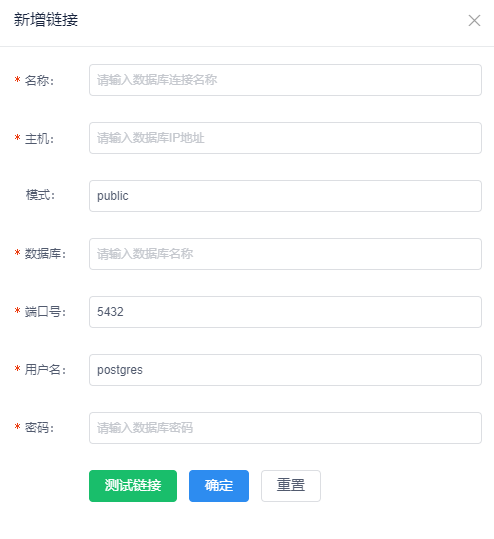 新增链接
* 名称: 请输入数据库连接名称
* 主机: 请输入数据库IP地址
模式: public
* 数据库: 请输入数据库名称
* 端口号: 5432
* 用户名: postgres
* 密码: 请输入数据库密码
测试链接 确定 重置